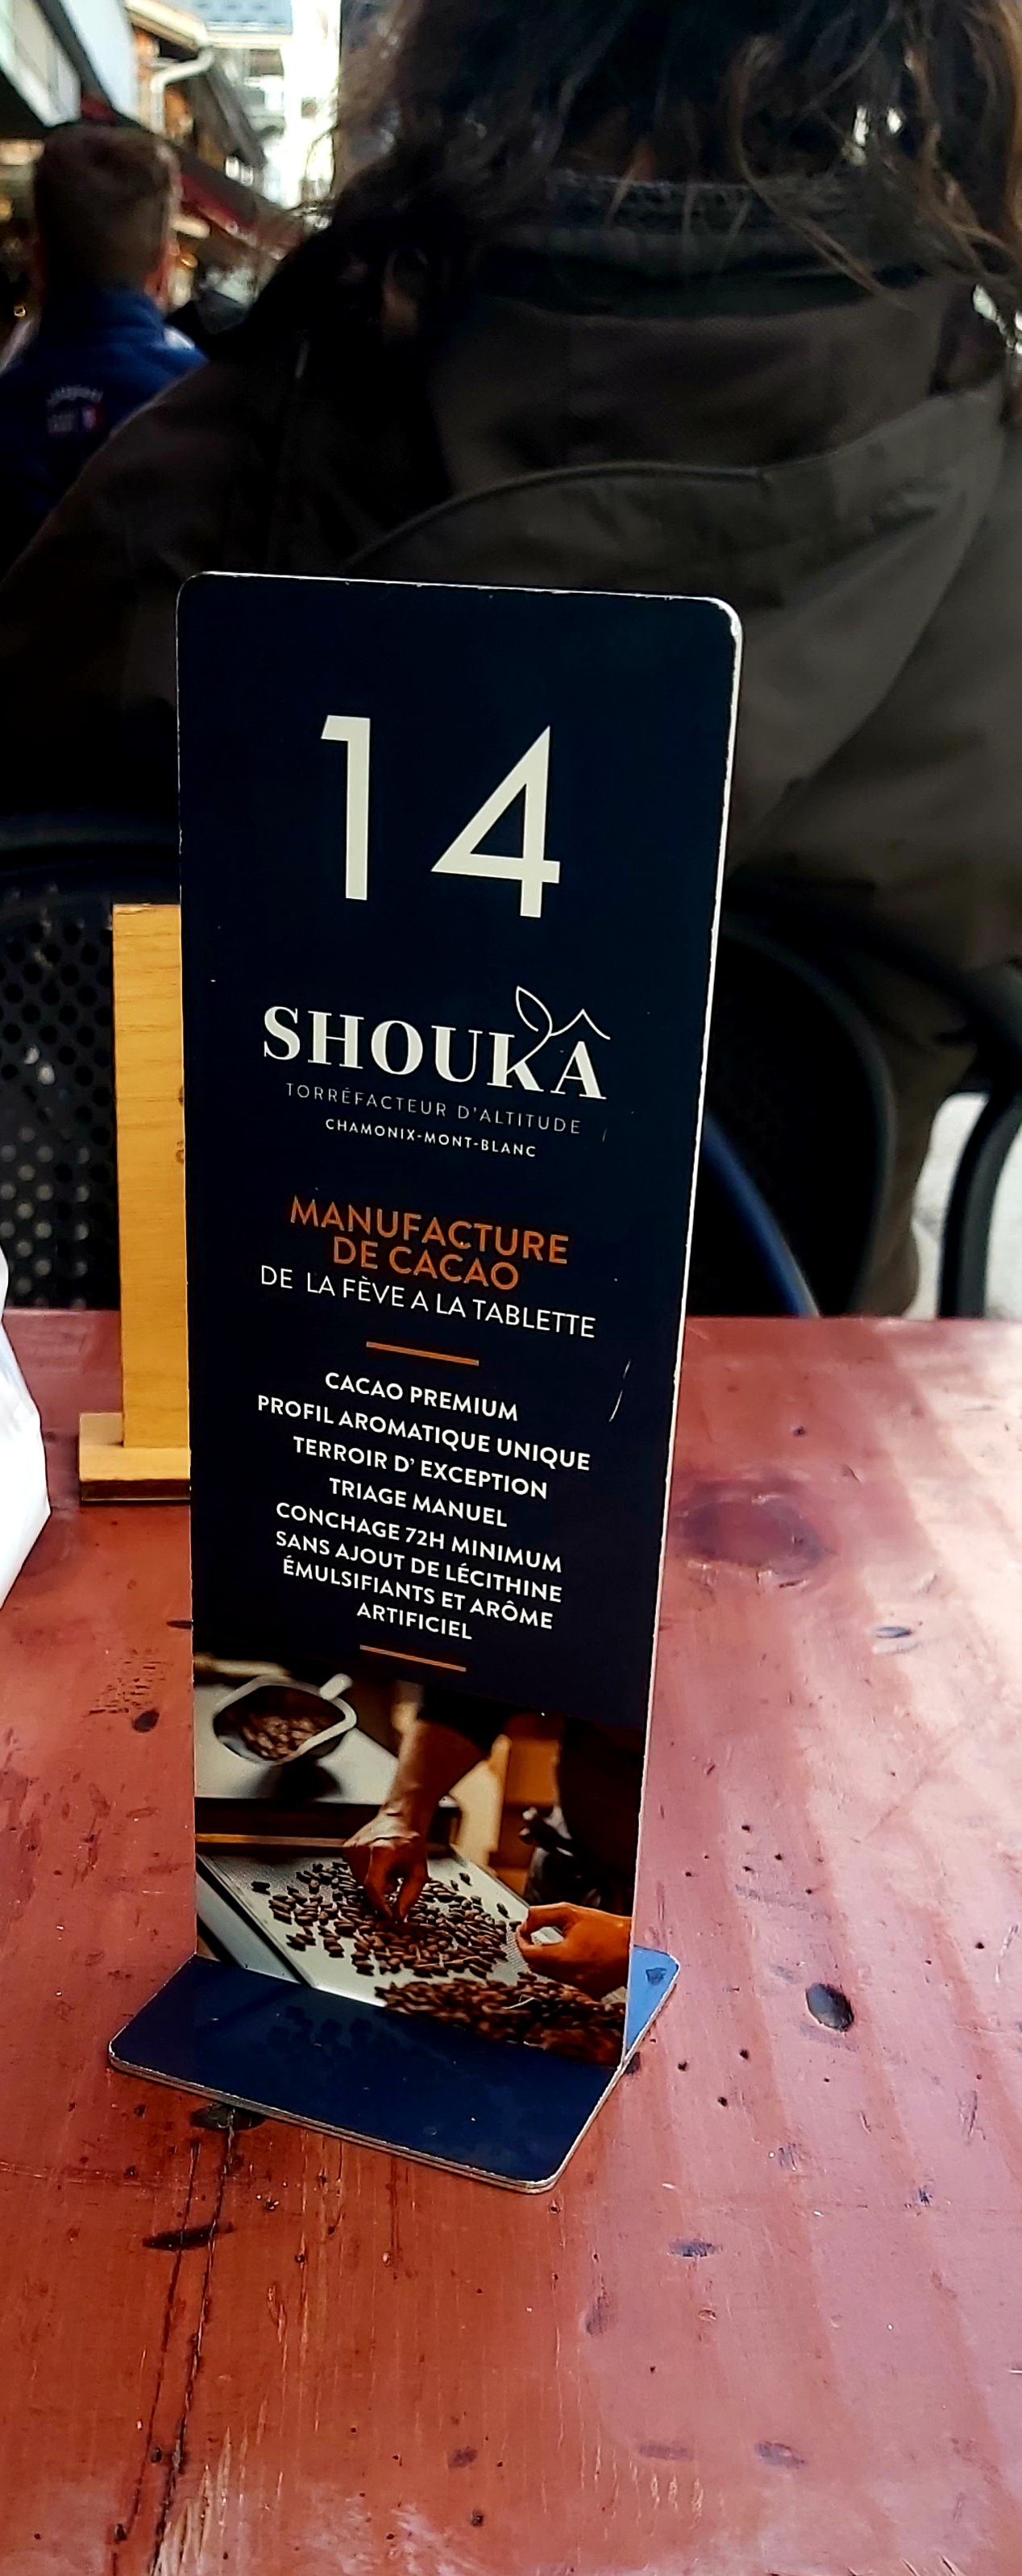 14
SHOUKA
TORRÉFACTEUR D'ALTITUDE
CHAMONIX-MONT-BLANC
MANUFACTURE
DE CACAO
DE LA FÈVE A LA TABLETTE
CACAO PREMIUM
PROFIL AROMATIQUE UNIQUE
TERROIR D' EXCEPTION
TRIAGE MANUEL
CONCHAGE 72H MINIMUM
SANS AJOUT DE LÉCITHINE
ÉMULSIFIANTS ET ARÔME
ARTIFICIEL